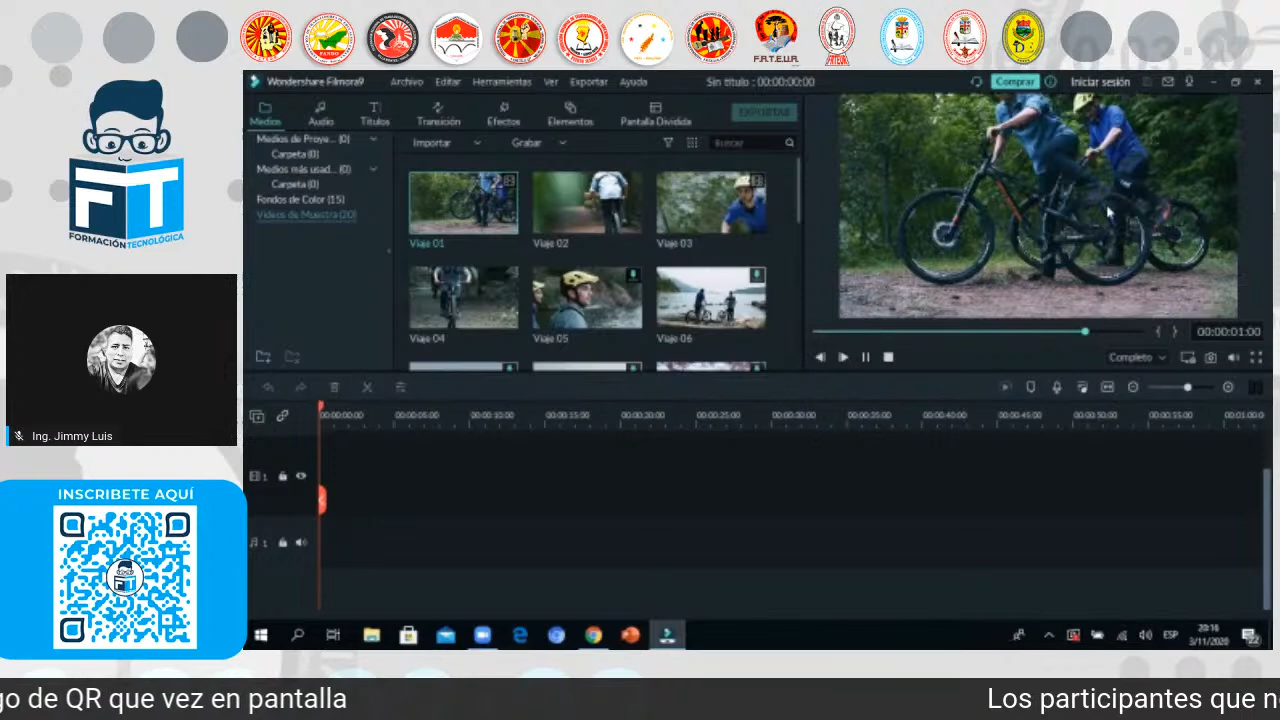 F.R.T.E.U.R.
FT
FORMACIÓN TECNOLÓGICA
Ing. Jimmy Luis
INSCRIBETE AQUÍ
Wondershare Filmora9 Archivo Editar Herramientas Ver Exportar Ayuda Sin título : 00:00:00:00 Comprar Iniciar sesión
Medios Audio Títulos Transición Efectos Elementos Pantalla Dividida EXPORTAR
Medios de Proye... (0) Importar Grabar Buscar
Carpeta (0)
Medios más usad... (0)
Carpeta (0)
Fondos de Color (15)
Videos de Muestra (20)
Viaje 01 Viaje 02 Viaje 03
Viaje 04 Viaje 05 Viaje 06
00:00:01:00
Completo
00:00:00:00 00:00:05:00 00:00:10:00 00:00:15:00 00:00:20:00 00:00:25:00 00:00:30:00 00:00:35:00 00:00:40:00 00:00:45:00 00:00:50:00 00:00:55:00 00:01:00:0
1
1
ESP 20:16
3/11/2020 22
go de QR que vez en pantalla Los participantes que n